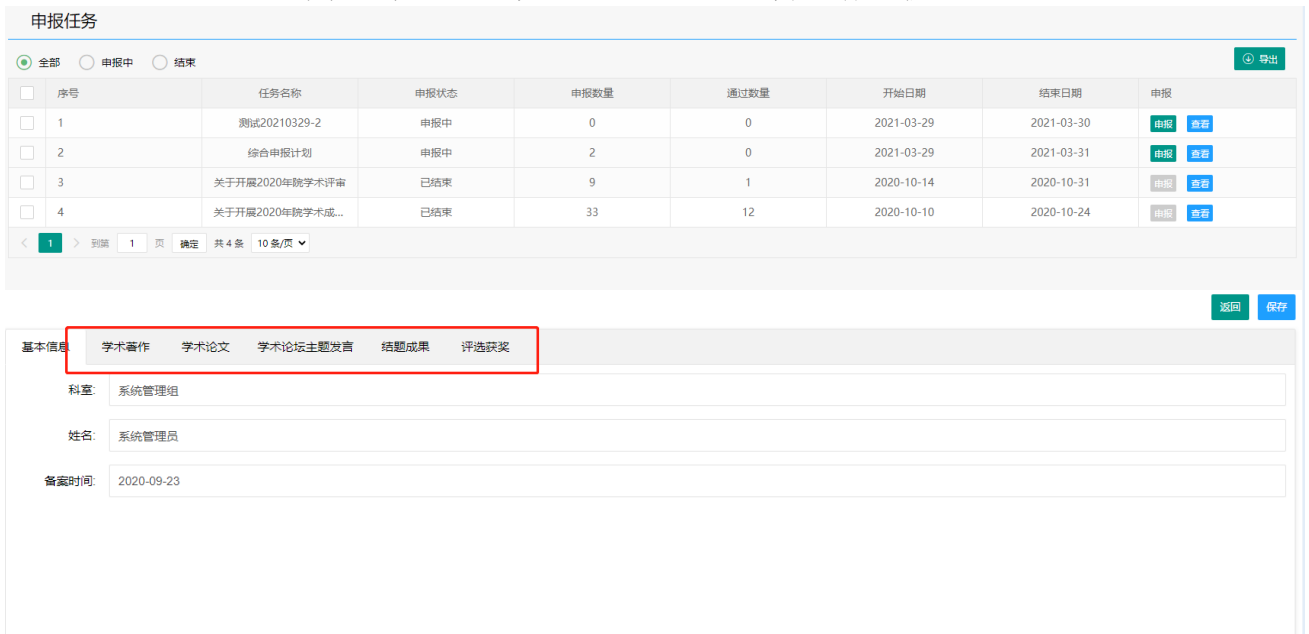 申报任务
全部 申报中 结束 导出
序号 任务名称 申报状态 申报数量 通过数量 开始日期 结束日期 申报
1 测试20210329-2 申报中 0 0 2021-03-29 2021-03-30 申报 查看
2 综合申报计划 申报中 2 0 2021-03-29 2021-03-31 申报 查看
3 关于开展2020年院学术评审 已结束 9 1 2020-10-14 2020-10-31 申报 查看
4 关于开展2020年院学术成... 已结束 33 12 2020-10-10 2020-10-24 申报 查看
< 1 > 到第 1 页 确定 共 4 条 10 条/页
返回 保存
基本信息 学术著作 学术论文 学术论坛主题发言 结题成果 评选获奖
科室: 系统管理组
姓名: 系统管理员
备案时间: 2020-09-23